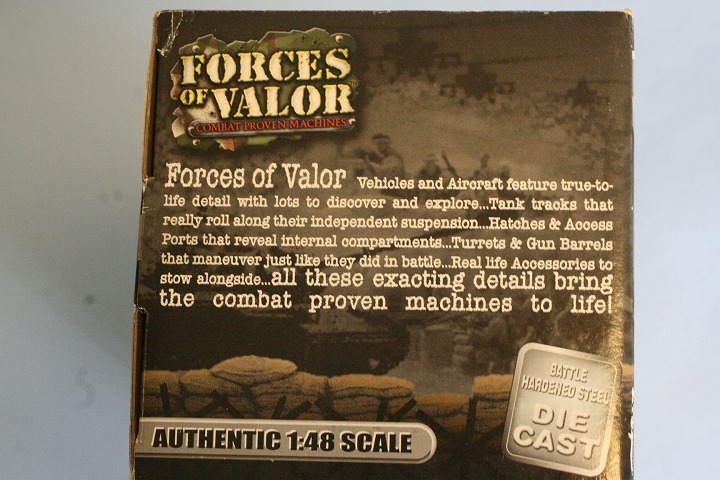 FORCES
OF VALOR
COMBAT PROVEN MACHINES
Forces of Valor Vehicles and Aircraft feature true-to-
life detail with lots to discover and explore...Tank tracks that
really roll along their independent suspension...Hatches & Access
Ports that reveal internal compartments...Turrets & Gun Barrels
that maneuver just like they did in battle...Real life Accessories to
stow alongside...all these exacting details bring
the combat proven machines to life!
BATTLE
HARDENED STEEL
DIE
CAST
AUTHENTIC 1:48 SCALE